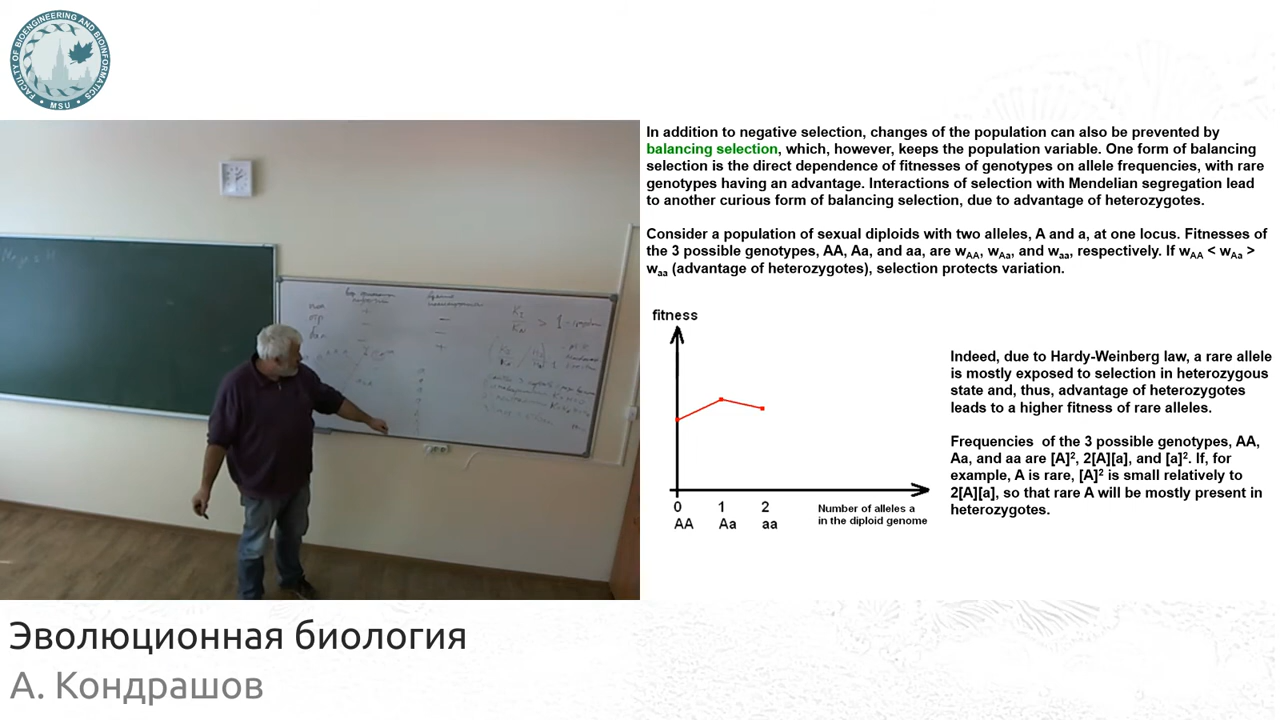 FACULTY OF BIOENGINEERING AND BIOINFORMATICS
• MSU •
In addition to negative selection, changes of the population can also be prevented by
balancing selection, which, however, keeps the population variable. One form of balancing
selection is the direct dependence of fitnesses of genotypes on allele frequencies, with rare
genotypes having an advantage. Interactions of selection with Mendelian segregation lead
to another curious form of balancing selection, due to advantage of heterozygotes.
Consider a population of sexual diploids with two alleles, A and a, at one locus. Fitnesses of
the 3 possible genotypes, AA, Aa, and aa, are wAA, wAa, and waa, respectively. If wAA < wAa >
waa (advantage of heterozygotes), selection protects variation.
fitness
0 1 2
AA Aa aa
Number of alleles a
in the diploid genome
Indeed, due to Hardy-Weinberg law, a rare allele
is mostly exposed to selection in heterozygous
state and, thus, advantage of heterozygotes
leads to a higher fitness of rare alleles.
Frequencies of the 3 possible genotypes, AA,
Aa, and aa are [A]², 2[A][a], and [a]². If, for
example, A is rare, [A]² is small relatively to
2[A][a], so that rare A will be mostly present in
heterozygotes.
> 1
Эволюционная биология
А. Кондрашов